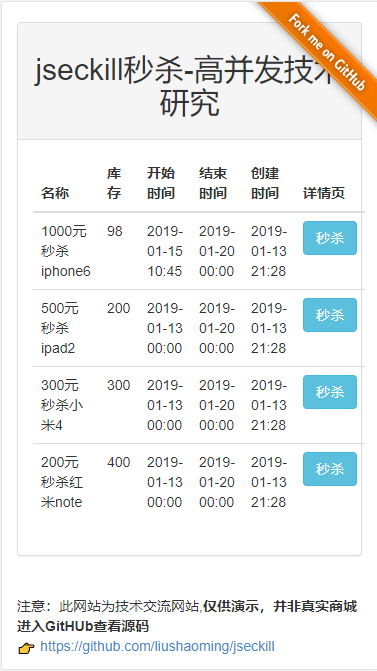 Fork me on GitHub
jseckill秒杀-高并发技术
研究
名称 库存 开始时间 结束时间 创建时间 详情页
1000元秒杀iphone6 98 2019-01-15 10:45 2019-01-20 00:00 2019-01-13 21:28 秒杀
500元秒杀ipad2 200 2019-01-13 00:00 2019-01-20 00:00 2019-01-13 21:28 秒杀
300元秒杀小米4 300 2019-01-13 00:00 2019-01-20 00:00 2019-01-13 21:28 秒杀
200元秒杀红米note 400 2019-01-13 00:00 2019-01-20 00:00 2019-01-13 21:28 秒杀
注意：此网站为技术交流网站,仅供演示，并非真实商城
进入GitHUb查看源码
https://github.com/liushaoming/jseckill